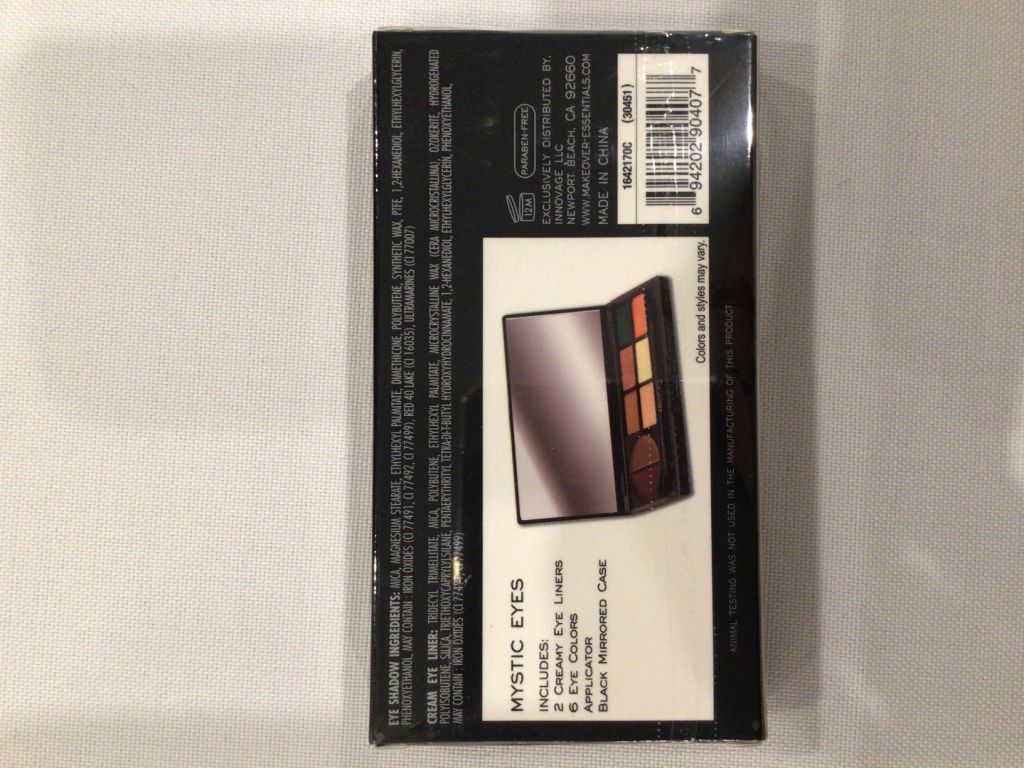 EYE SHADOW INGREDIENTS: MICA, MAGNESIUM STEARATE, ETHYLHEXYL PALMITATE, DIMETHICONE, POLYBUTENE, SYNTHETIC WAX, PTFE, 1,2-HEXANEDIOL, ETHYLHEXYLGLYCERIN,
PHENOXYETHANOL, MAY CONTAIN : IRON OXIDES (CI 77491, CI 77492, CI 77499), RED 40 LAKE (CI 16035), ULTRAMARINES (CI 77007)
CREAM EYE LINER: TRIDECYL TRIMELLITATE, MICA, POLYBUTENE, ETHYLHEXYL PALMITATE, MICROCRYSTALLINE WAX (CERA MICROCRISTALLINA), OZOKERITE, HYDROGENATED
POLYISOBUTENE, SILICA, TRIETHOXYCAPRYLYLSILANE, PENTAERYTHRITYL TETRA-DI-T-BUTYL HYDROXYHYDROCINNAMATE, 1,2-HEXANEDIOL, ETHYLHEXYLGLYCERIN, PHENOXYETHANOL,
MAY CONTAIN : IRON OXIDES (CI 77499)
MYSTIC EYES
INCLUDES:
2 CREAMY EYE LINERS
6 EYE COLORS
APPLICATOR
BLACK MIRRORED CASE
Colors and styles may vary.
12M
PARABEN-FREE
EXCLUSIVELY DISTRIBUTED BY:
INNOVAGE LLC
NEWPORT BEACH, CA 92660
WWW.MAKEOVER-ESSENTIALS.COM
MADE IN CHINA
1642170C (30451)
6 94202 90407 7
ANIMAL TESTING WAS NOT USED IN THE MANUFACTURING OF THIS PRODUCT